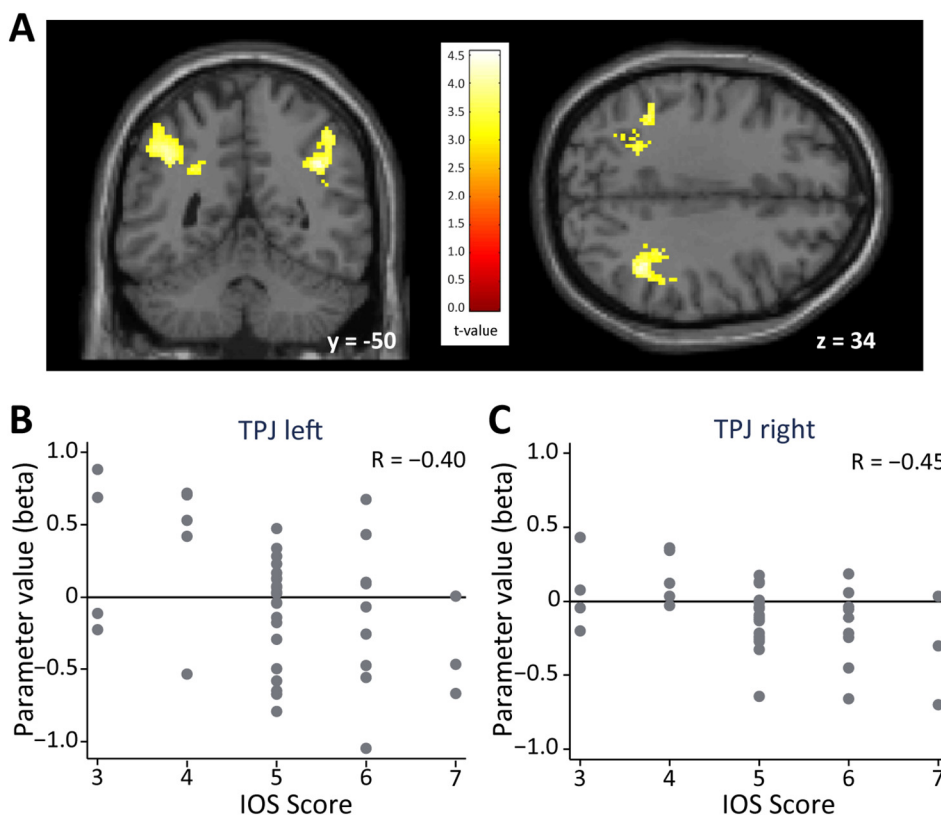 A
4.5
4.0
3.5
3.0
2.5
2.0
1.5
1.0
0.5
0.0
t-value
y = -50
z = 34
B
TPJ left
R = −0.40
1.0
0.5
0
−0.5
−1.0
Parameter value (beta)
3 4 5 6 7
IOS Score
C
TPJ right
R = −0.45
1.0
0.5
0
−0.5
−1.0
Parameter value (beta)
3 4 5 6 7
IOS Score